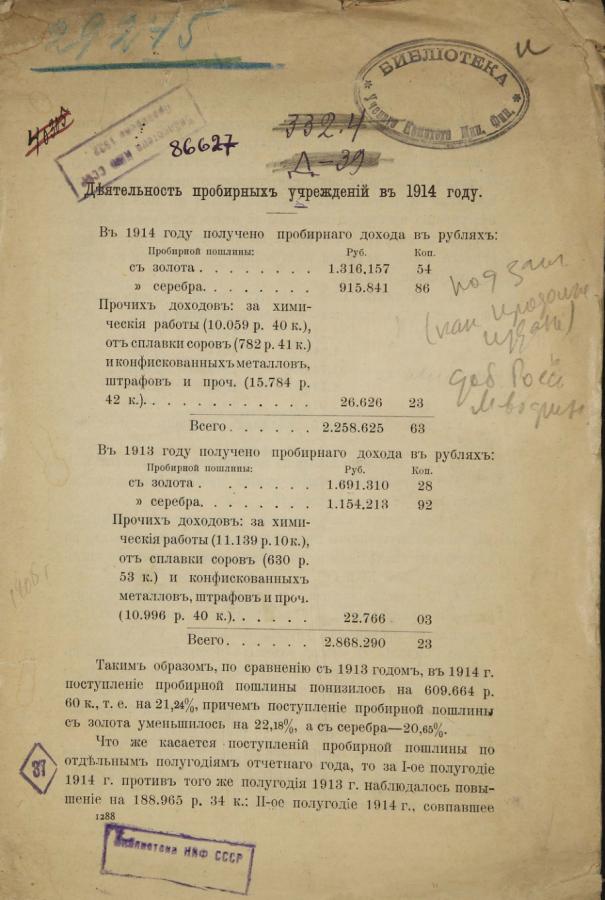 29275
и
БИБЛІОТЕКА
Ученаго Комитета Мин. Фин.
332.4
Д-39
86627
Дѣятельность пробирныхъ учрежденій въ 1914 году.
Въ 1914 году получено пробирнаго дохода въ рубляхъ:
Пробирной пошлины: Руб. Коп.
съ золота . . . . . . . . 1.316.157 54
» серебра. . . . . . . . 915.841 86
Прочихъ доходовъ: за хими-
ческія работы (10.059 р. 40 к.),
отъ сплавки соровъ (782 р. 41 к.)
и конфискованныхъ металловъ,
штрафовъ и проч. (15.784 р.
42 к.). . . . . . . . . . . . 26.626 23
Всего . . . . . . 2.258.625 63
Въ 1913 году получено пробирнаго дохода въ рубляхъ:
Пробирной пошлины: Руб. Коп.
съ золота . . . . . . . . 1.691.310 28
» серебра. . . . . . . . 1.154.213 92
Прочихъ доходовъ: за хими-
ческія работы (11.139 р. 10 к.),
отъ сплавки соровъ (630 р.
53 к.) и конфискованныхъ
металловъ, штрафовъ и проч.
(10.996 р. 40 к.). . . . . . 22.766 03
Всего. . . . . . 2.868.290 23
Такимъ образомъ, по сравненію съ 1913 годомъ, въ 1914 г.
поступленіе пробирной пошлины понизилось на 609.664 р.
60 к., т. е. на 21,24%, причемъ поступленіе пробирной пошлины
съ золота уменьшилось на 22,18%, а съ серебра—20,65%.
Что же касается поступленій пробирной пошлины по
отдѣльнымъ полугодіямъ отчетнаго года, то за I-ое полугодіе
1914 г. противъ того же полугодія 1913 г. наблюдалось повы-
шеніе на 188.965 р. 34 к.; II-ое полугодіе 1914 г., совпавшее
37
1288
Библиотека НКФ СССР